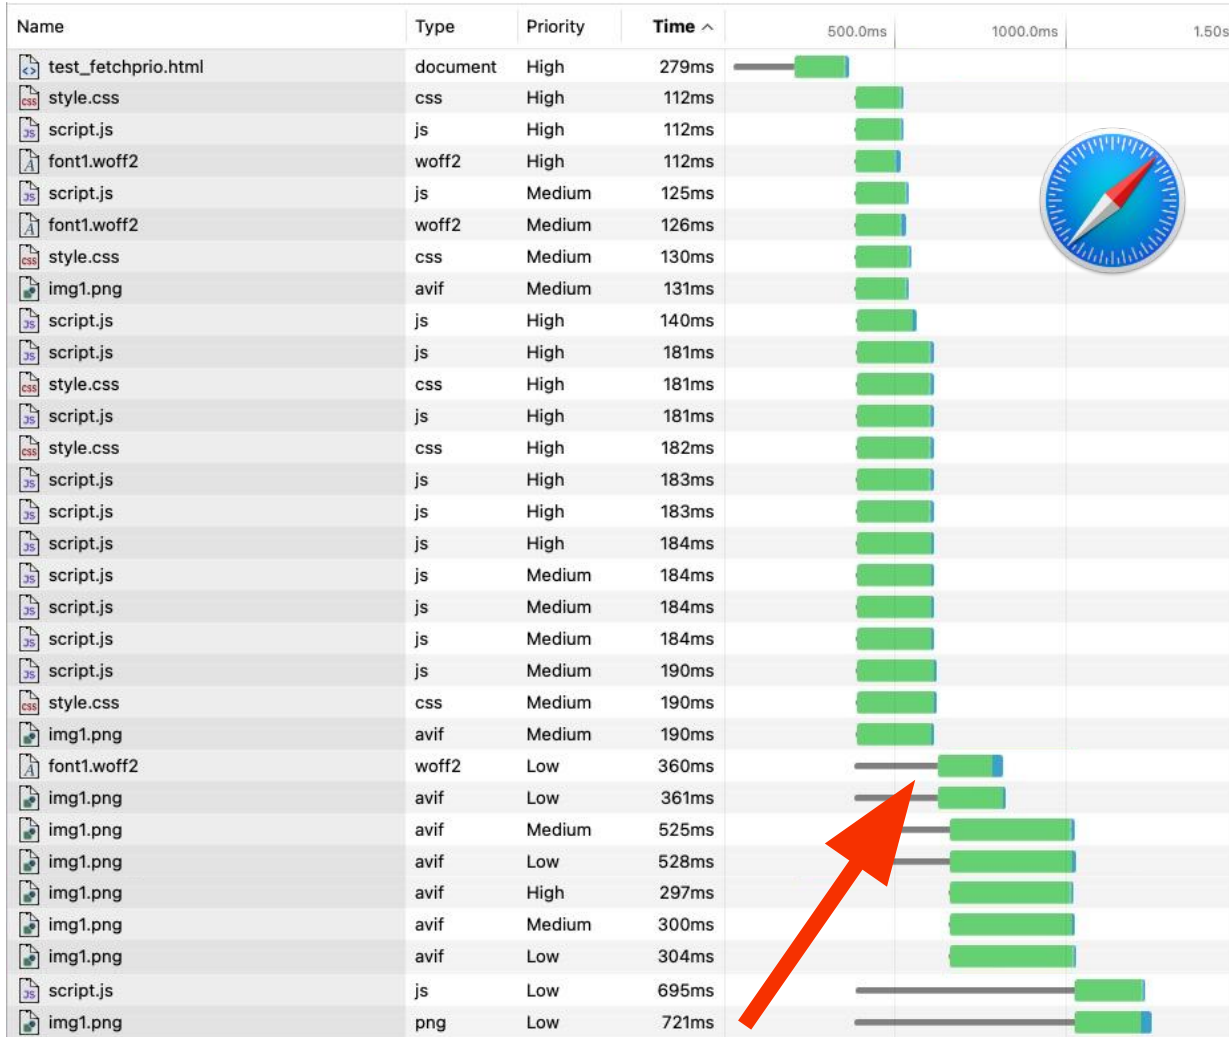 Name Type Priority Time 500.0ms 1000.0ms 1.50s
test_fetchprio.html document High 279ms
style.css css High 112ms
script.js js High 112ms
font1.woff2 woff2 High 112ms
script.js js Medium 125ms
font1.woff2 woff2 Medium 126ms
style.css css Medium 130ms
img1.png avif Medium 131ms
script.js js High 140ms
script.js js High 181ms
style.css css High 181ms
script.js js High 181ms
style.css css High 182ms
script.js js High 183ms
script.js js High 183ms
script.js js High 184ms
script.js js Medium 184ms
script.js js Medium 184ms
script.js js Medium 184ms
script.js js Medium 190ms
style.css css Medium 190ms
img1.png avif Medium 190ms
font1.woff2 woff2 Low 360ms
img1.png avif Low 361ms
img1.png avif Medium 525ms
img1.png avif Low 528ms
img1.png avif High 297ms
img1.png avif Medium 300ms
img1.png avif Low 304ms
script.js js Low 695ms
img1.png png Low 721ms